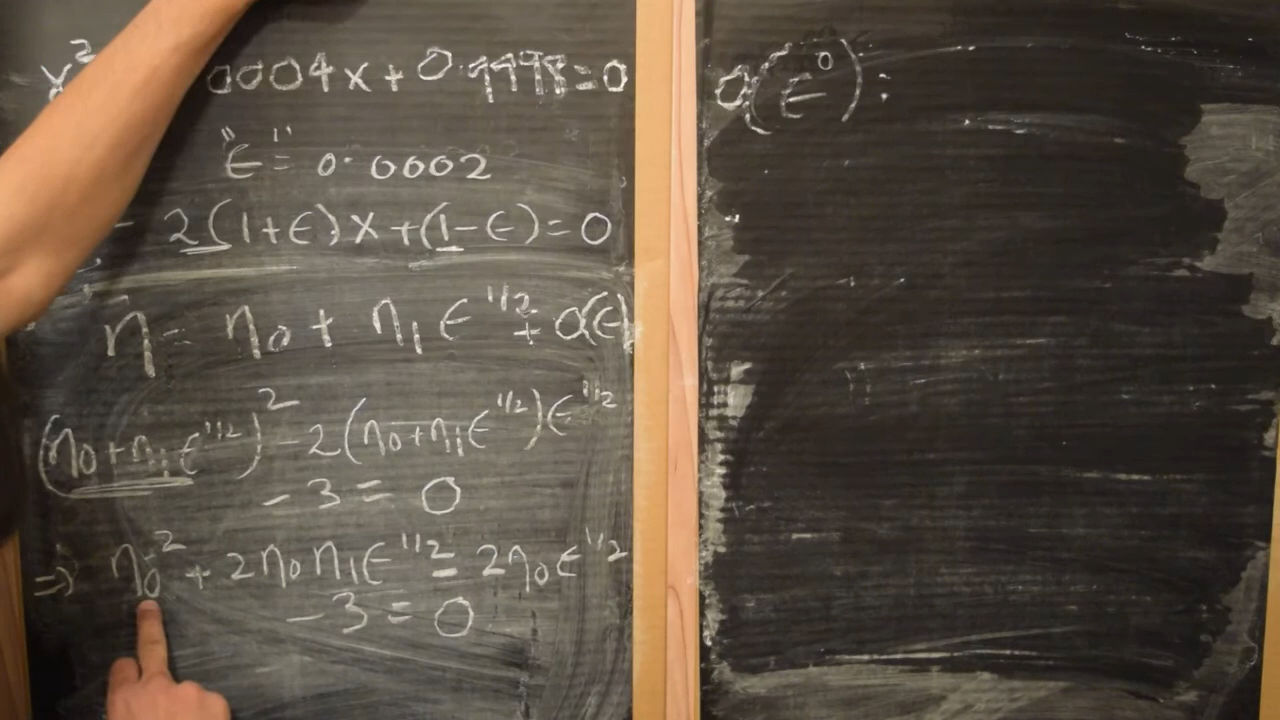 x² 0004x + 0.9998 = 0
"ϵ" = 0.0002
- 2(1+ϵ)x + (1-ϵ) = 0
η = η₀ + η₁ ϵ^1/2 + O(ϵ)
(η₀+η₁ϵ^1/2)² - 2(η₀+η₁ϵ^1/2)ϵ^1/2
- 3 = 0
⇒ η₀² + 2η₀η₁ϵ^1/2 - 2η₀ϵ^1/2
- 3 = 0
O(ϵ⁰):